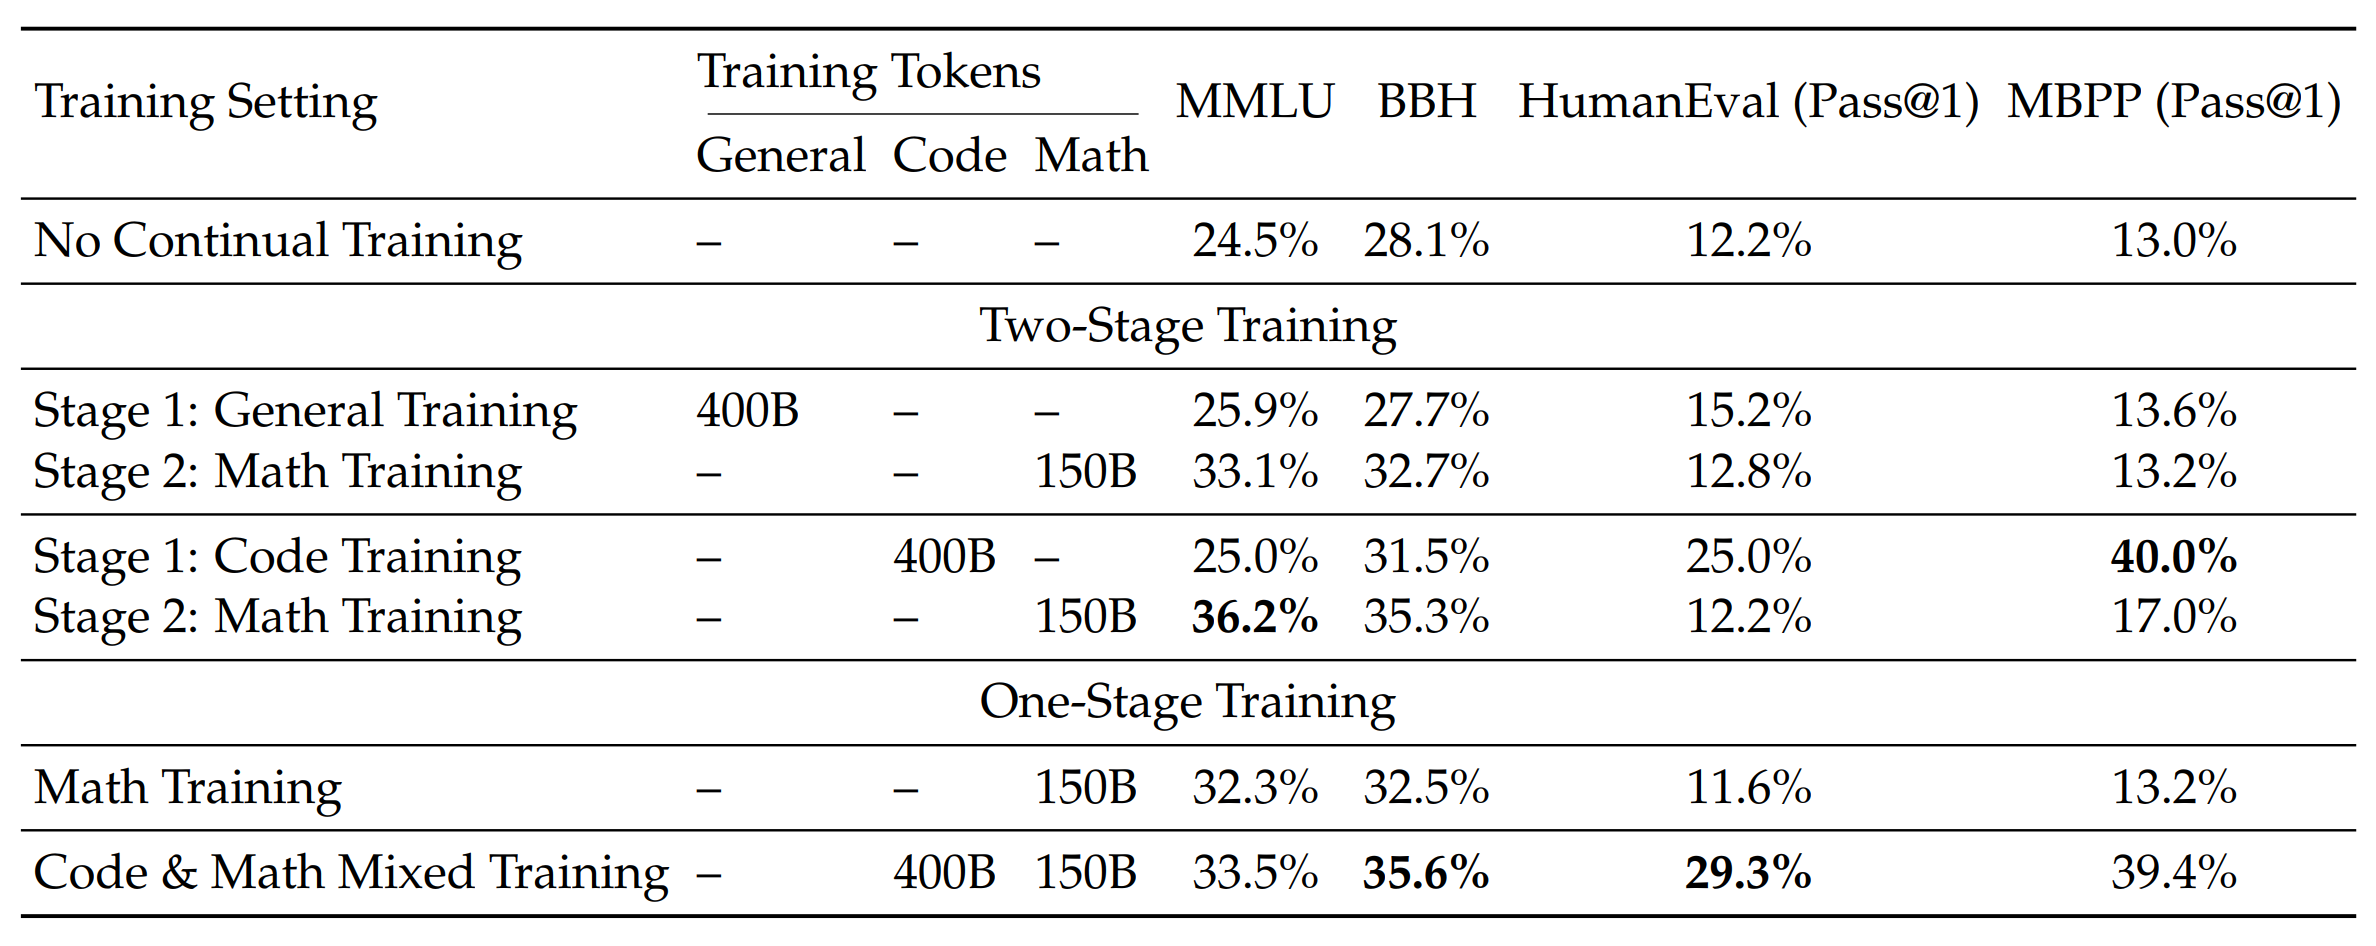 Training Setting Training Tokens MMLU BBH HumanEval (Pass@1) MBPP (Pass@1)
General Code Math
No Continual Training – – – 24.5% 28.1% 12.2% 13.0%
Two-Stage Training
Stage 1: General Training 400B – – 25.9% 27.7% 15.2% 13.6%
Stage 2: Math Training – – 150B 33.1% 32.7% 12.8% 13.2%
Stage 1: Code Training – 400B – 25.0% 31.5% 25.0% 40.0%
Stage 2: Math Training – – 150B 36.2% 35.3% 12.2% 17.0%
One-Stage Training
Math Training – – 150B 32.3% 32.5% 11.6% 13.2%
Code & Math Mixed Training – 400B 150B 33.5% 35.6% 29.3% 39.4%